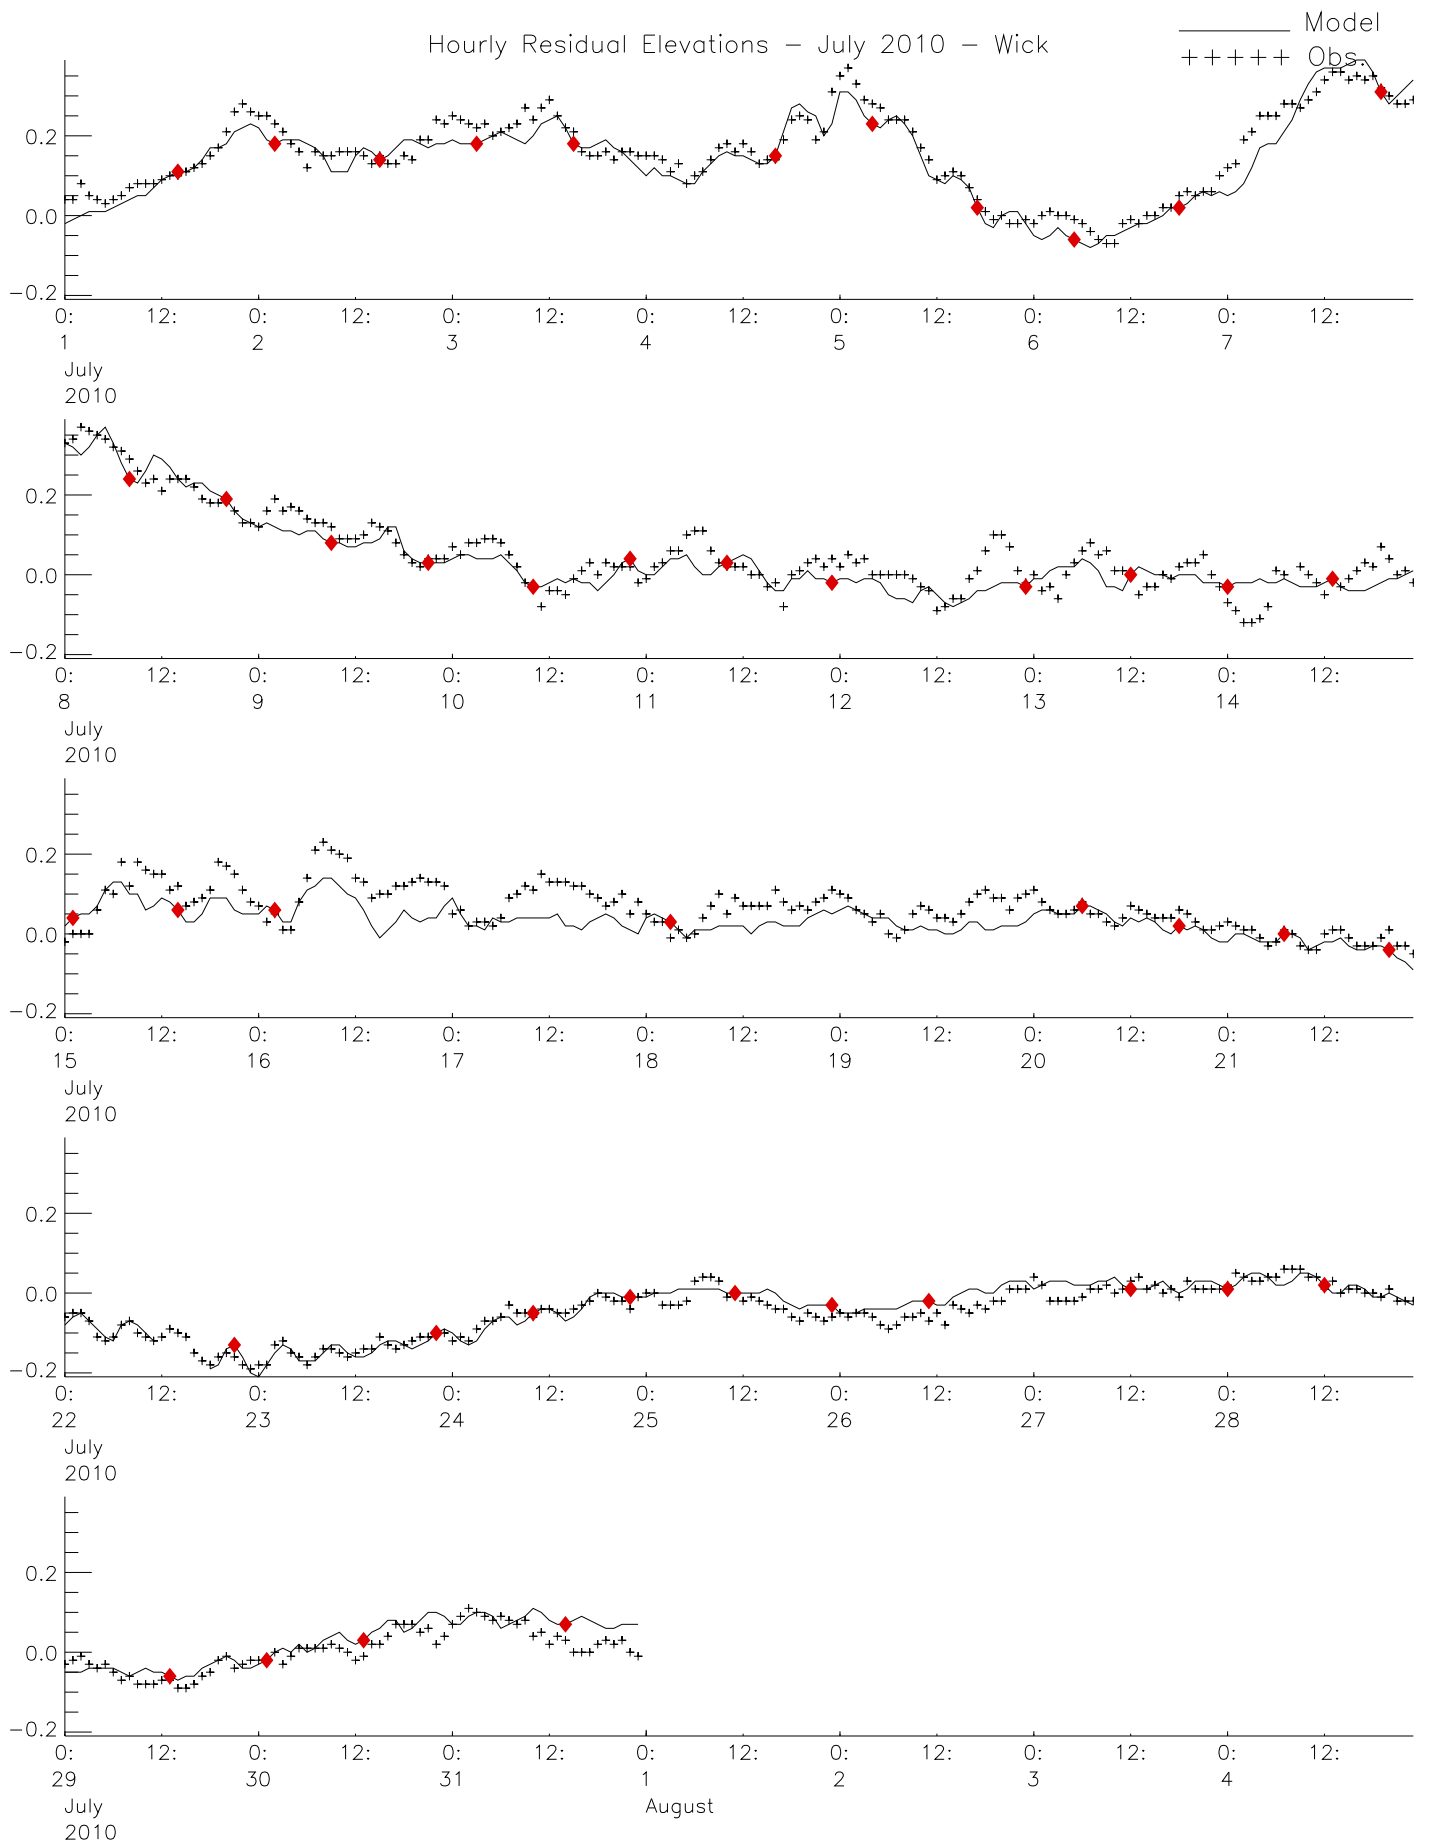 Hourly Residual Elevations – July 2010 – Wick
Model
+++++ Obs.
0.2
0.0
−0.2
0: 12: 0: 12: 0: 12: 0: 12: 0: 12: 0: 12: 0: 12:
1 2 3 4 5 6 7
July
2010
0.2
0.0
−0.2
0: 12: 0: 12: 0: 12: 0: 12: 0: 12: 0: 12: 0: 12:
8 9 10 11 12 13 14
July
2010
0.2
0.0
−0.2
0: 12: 0: 12: 0: 12: 0: 12: 0: 12: 0: 12: 0: 12:
15 16 17 18 19 20 21
July
2010
0.2
0.0
−0.2
0: 12: 0: 12: 0: 12: 0: 12: 0: 12: 0: 12: 0: 12:
22 23 24 25 26 27 28
July
2010
0.2
0.0
−0.2
0: 12: 0: 12: 0: 12: 0: 12: 0: 12: 0: 12: 0: 12:
29 30 31 1 2 3 4
July August
2010